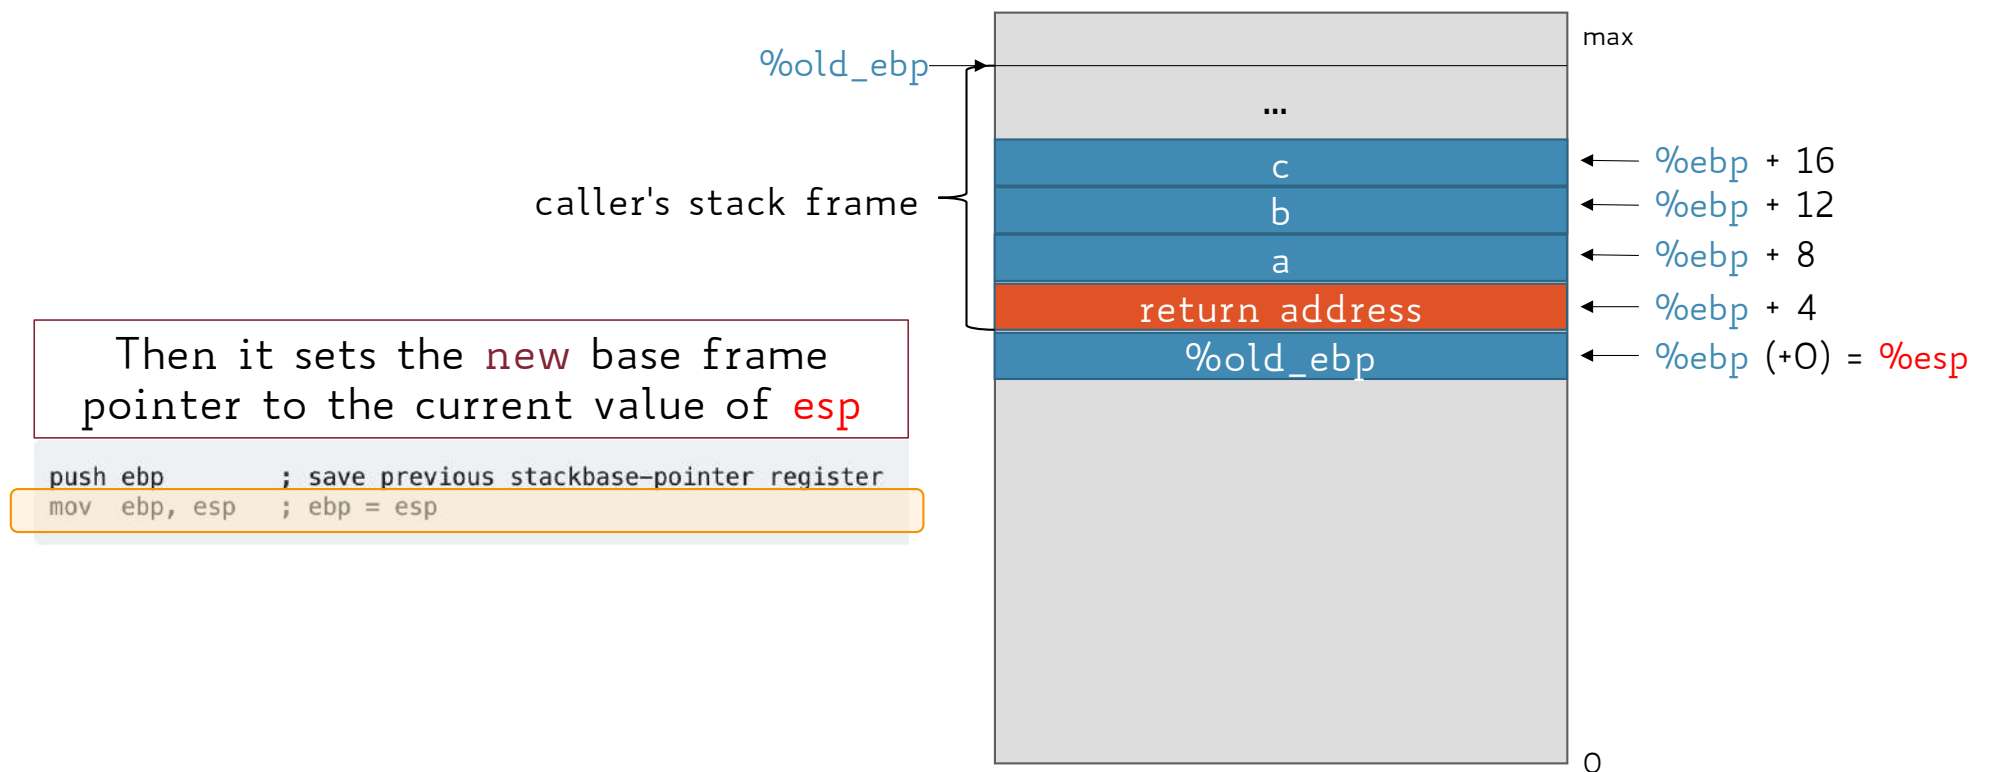 max
%old_ebp
...
c
%ebp + 16
b
%ebp + 12
caller's stack frame
a
%ebp + 8
return address
%ebp + 4
%old_ebp
%ebp (+0) = %esp
Then it sets the new base frame
pointer to the current value of esp
push ebp ; save previous stackbase-pointer register
mov ebp, esp ; ebp = esp
0